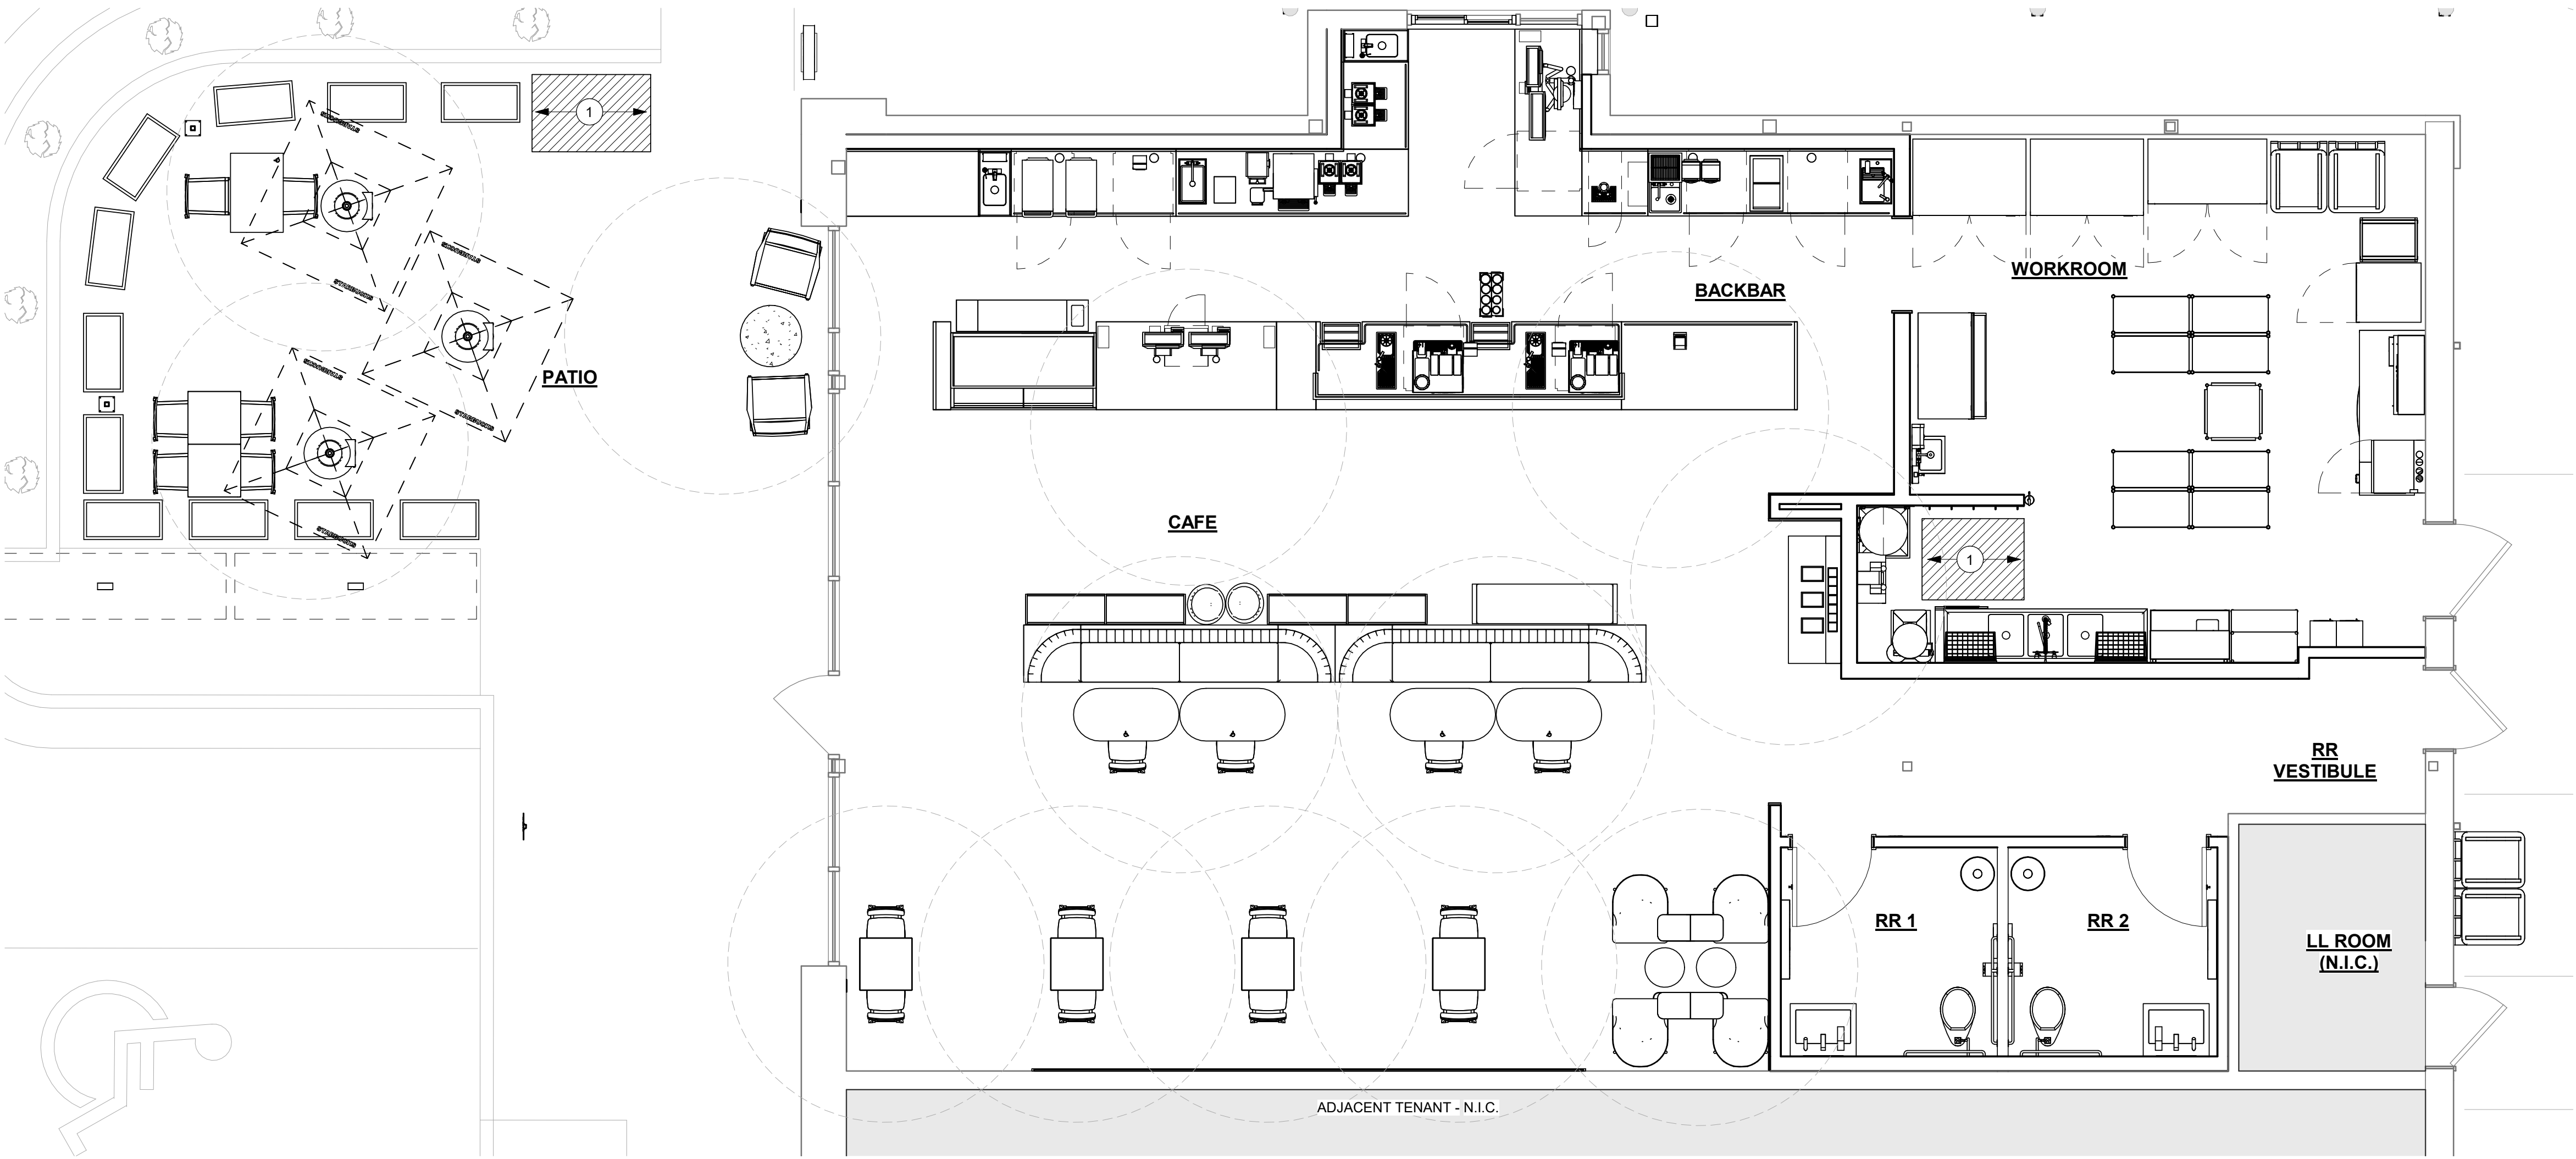 1
WORKROOM
BACKBAR
PATIO
CAFE
1
RR
VESTIBULE
RR 1
RR 2
LL ROOM
(N.I.C.)
ADJACENT TENANT - N.I.C.